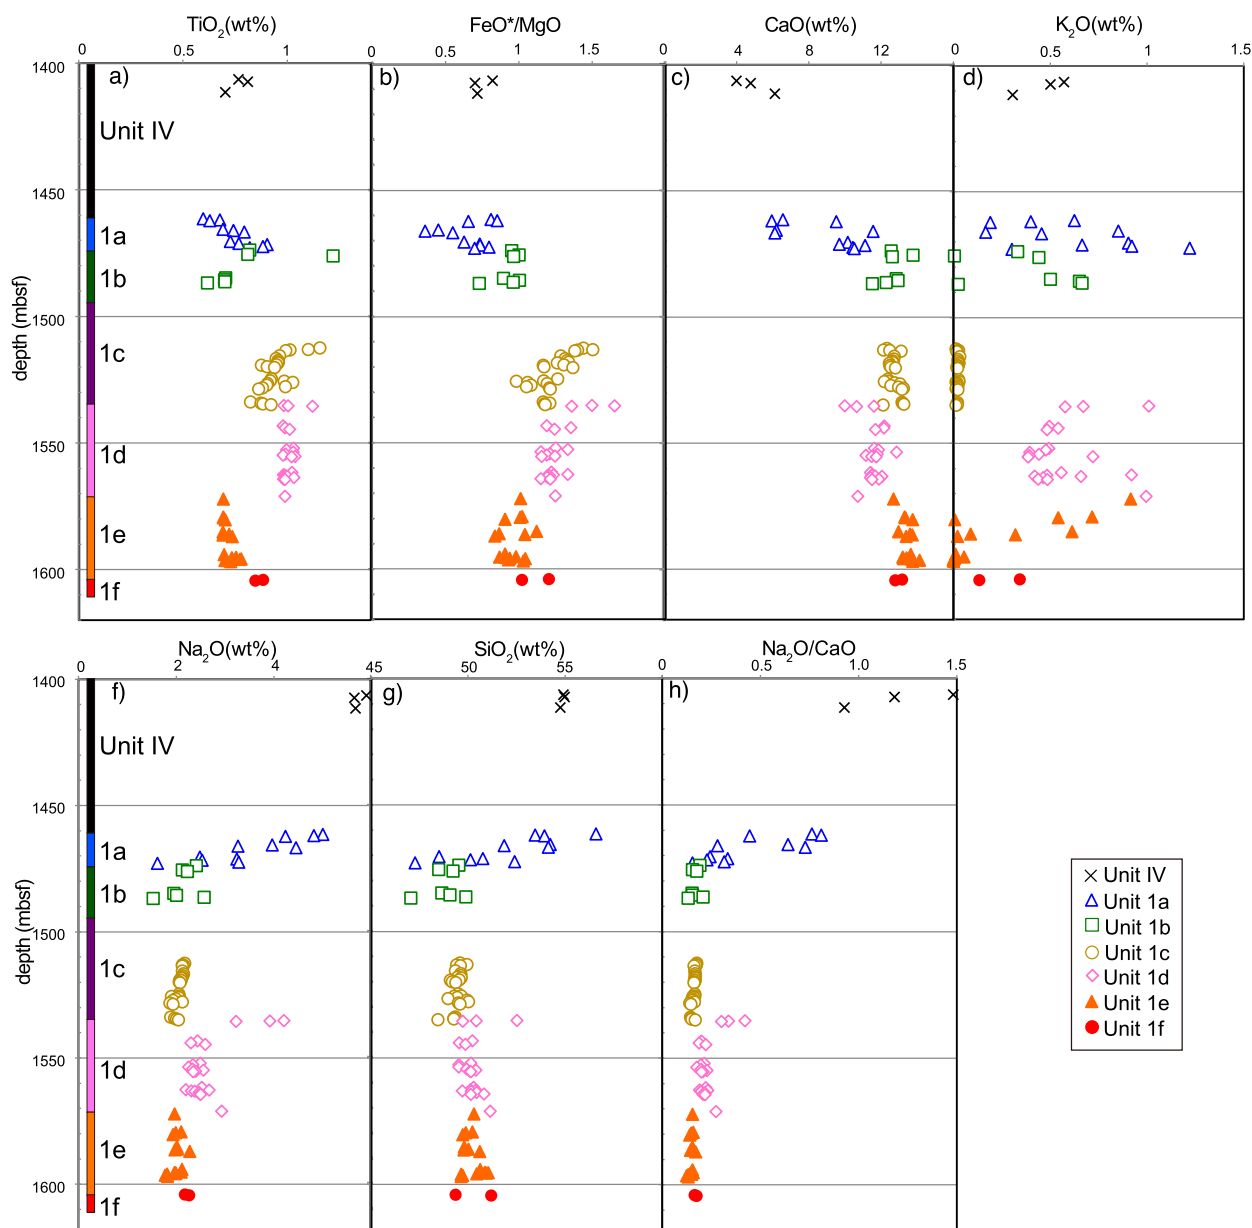 TiO2(wt%) FeO*/MgO CaO(wt%) K2O(wt%)
0 0.5 1 0 0.5 1 1.5 0 4 8 12 0 0.5 1 1.5
1400 a) b) c) d)
Unit IV
1450
1a
1b
1500
1c
1550
1d
1e
1600
1f
depth (mbsf)
Na2O(wt%) SiO2(wt%) Na2O/CaO
0 2 4 45 50 55 0 0.5 1.0 1.5
1400 f) g) h)
Unit IV
1450
1a
1b
1500
1c
1550
1d
1e
1600
1f
depth (mbsf)
Unit IV
Unit 1a
Unit 1b
Unit 1c
Unit 1d
Unit 1e
Unit 1f